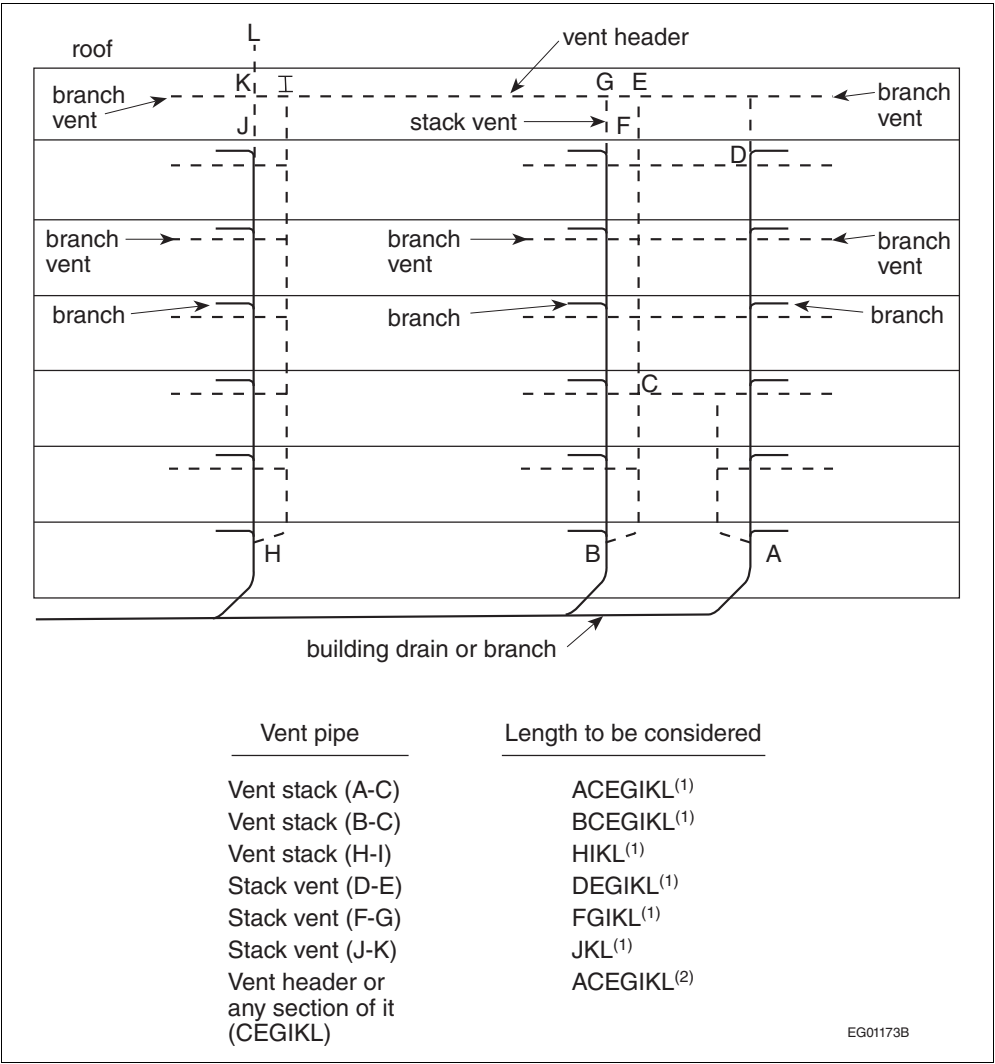 L
roof
vent header
K I G E
branch
vent
branch
vent
J
stack vent
F
D
branch
vent
branch
vent
branch
vent
branch
branch
branch
C
H
B
A
building drain or branch
Vent pipe Length to be considered
Vent stack (A-C) ACEGIKL(1)
Vent stack (B-C) BCEGIKL(1)
Vent stack (H-I) HIKL(1)
Stack vent (D-E) DEGIKL(1)
Stack vent (F-G) FGIKL(1)
Stack vent (J-K) JKL(1)
Vent header or ACEGIKL(2)
any section of it
(CEGIKL)
EG01173B